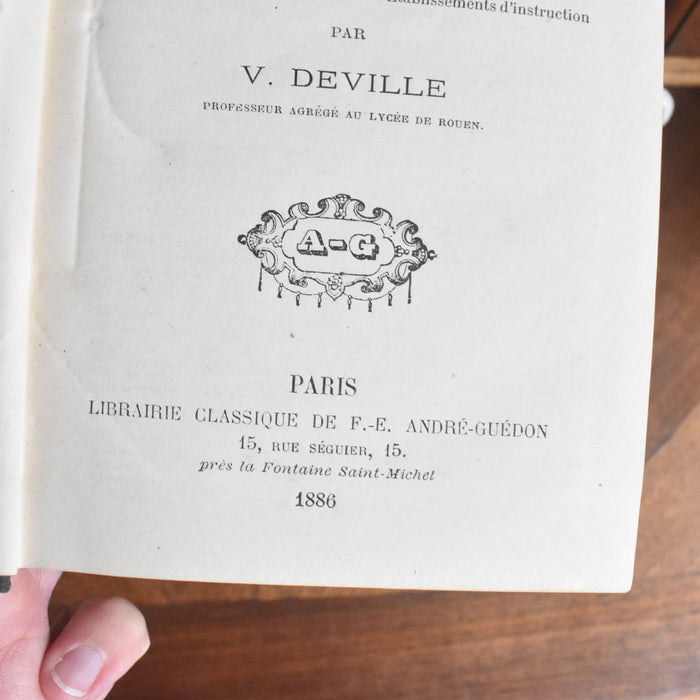 Établissements d'instruction
PAR
V. DEVILLE
PROFESSEUR AGRÉGÉ AU LYCÉE DE ROUEN.
A-G
PARIS
LIBRAIRIE CLASSIQUE DE F.-E. ANDRÉ-GUÉDON
15, RUE SÉGUIER, 15.
près la Fontaine Saint-Michel
1886